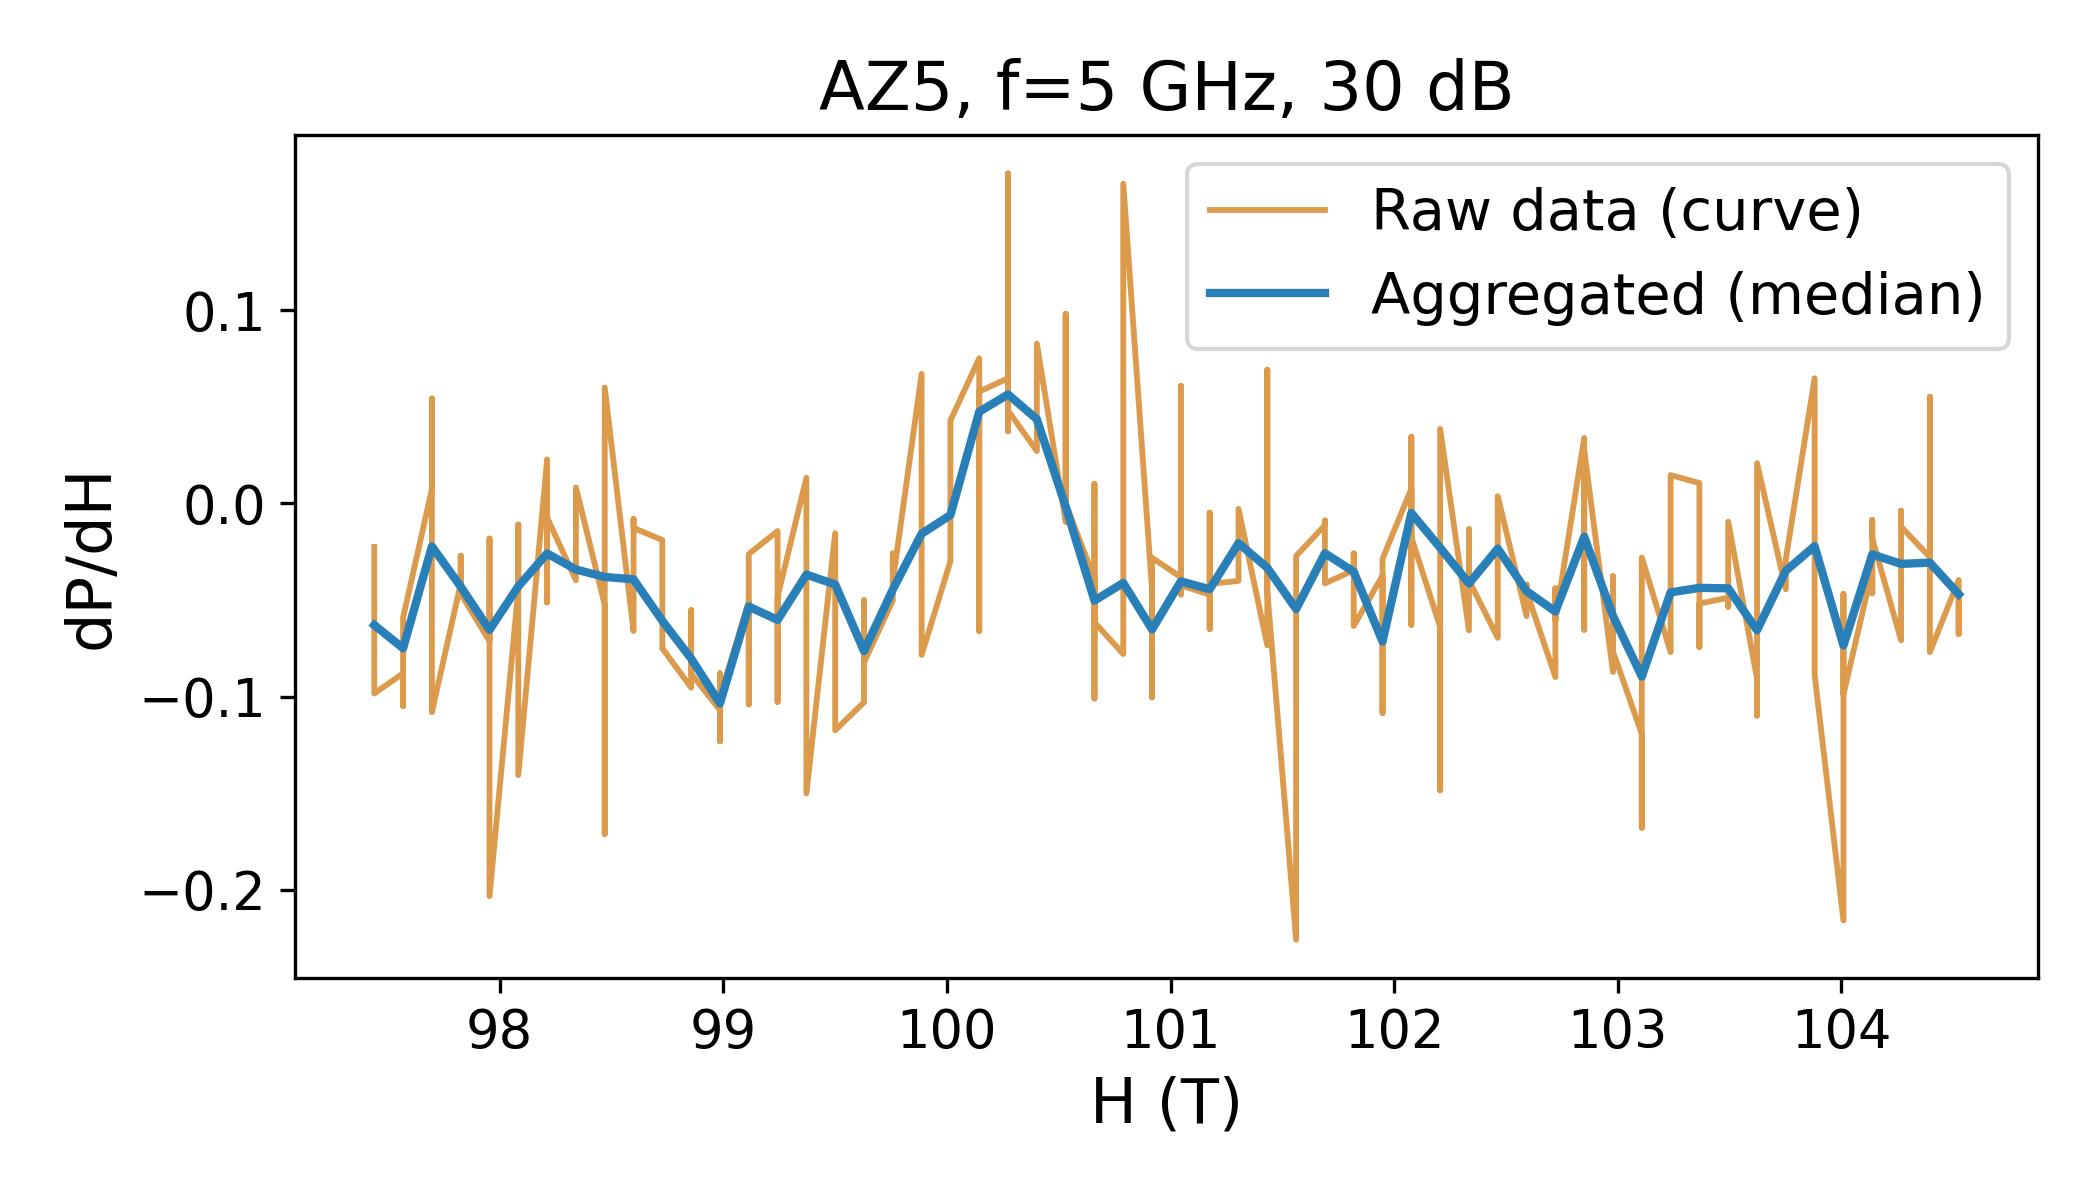 AZ5, f=5 GHz, 30 dB
Raw data (curve)
Aggregated (median)
dP/dH
0.1
0.0
−0.1
−0.2
98 99 100 101 102 103 104
H (T)